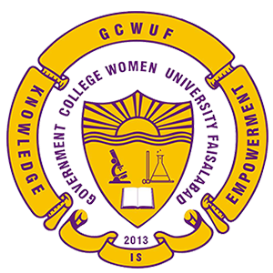 GCWUF
GOVERNMENT COLLEGE WOMEN UNIVERSITY FAISALABAD
KNOWLEDGE
IS
EMPOWERMENT
2013